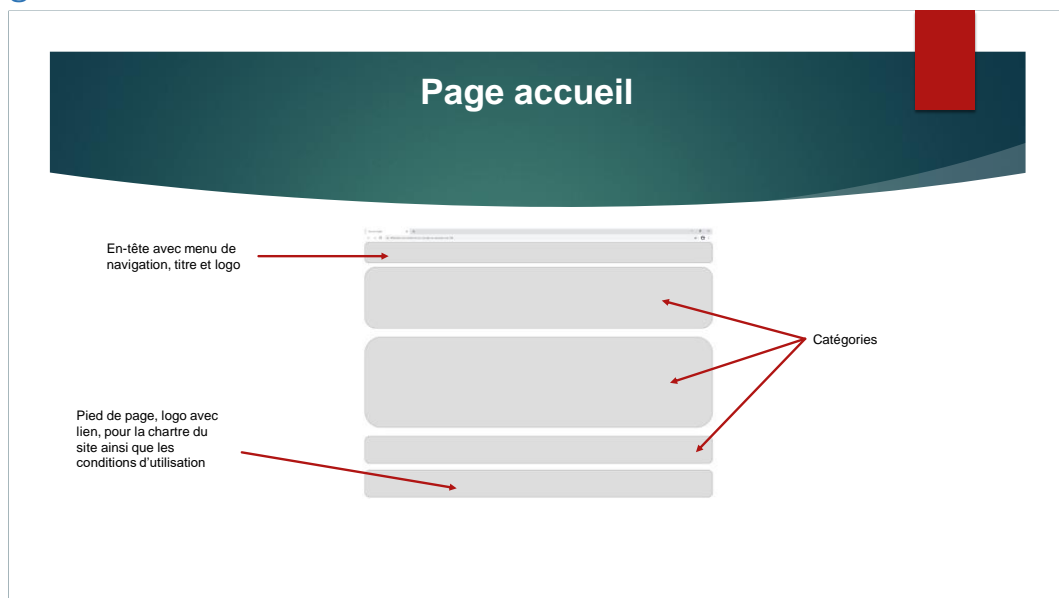 Page accueil
En-tête avec menu de
navigation, titre et logo
Catégories
Pied de page, logo avec
lien, pour la chartre du
site ainsi que les
conditions d’utilisation